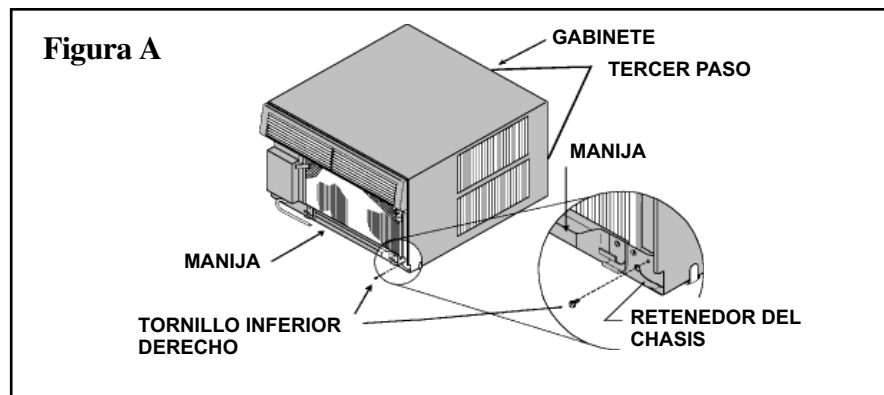 Figura A
GABINETE
TERCER PASO
MANIJA
MANIJA
TORNILLO INFERIOR
DERECHO
RETENEDOR DEL
CHASIS